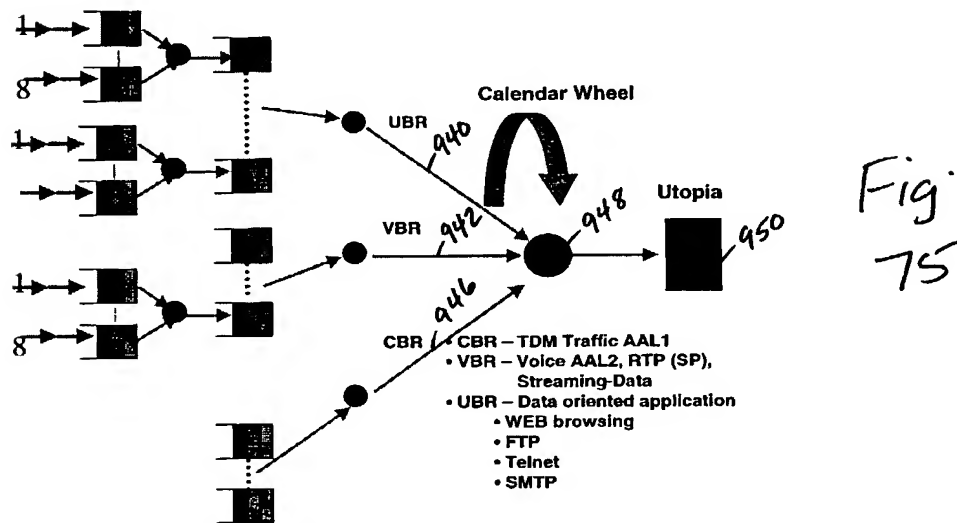 1
8
1
1
8
UBR
940
Calendar Wheel
VBR
942
948
Utopia
950
Fig.
75
CBR
946
• CBR – TDM Traffic AAL1
• VBR – Voice AAL2, RTP (SP),
Streaming-Data
• UBR – Data oriented application
• WEB browsing
• FTP
• Telnet
• SMTP